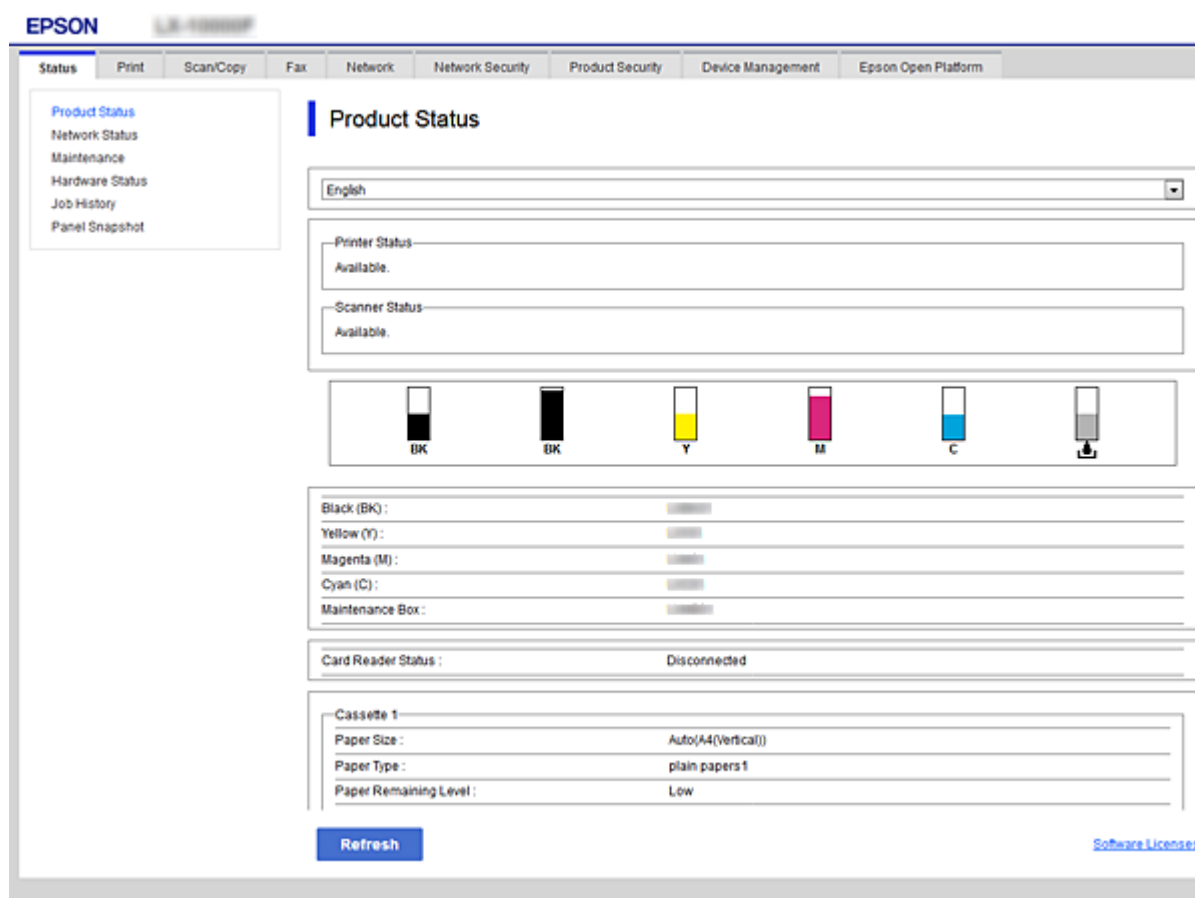 EPSON
Status Print Scan/Copy Fax Network Network Security Product Security Device Management Epson Open Platform
Product Status
Network Status
Maintenance
Hardware Status
Job History
Panel Snapshot
Product Status
English
Printer Status
Available.
Scanner Status
Available.
BK BK Y M C
Black (BK) :
Yellow (Y) :
Magenta (M) :
Cyan (C) :
Maintenance Box :
Card Reader Status : Disconnected
Cassette 1
Paper Size : Auto(A4(Vertical))
Paper Type : plain papers1
Paper Remaining Level : Low
Refresh
Software Licenses